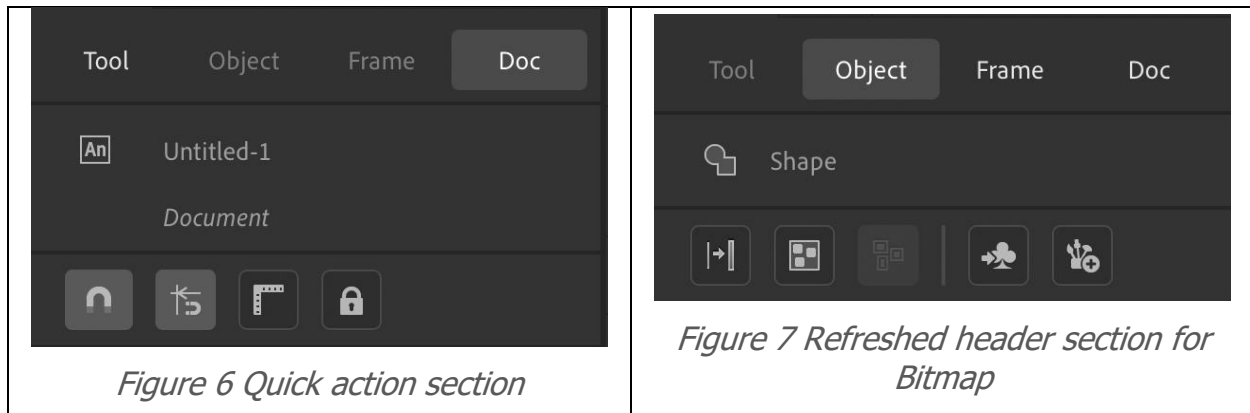 Tool Object Frame Doc
An Untitled-1
Document
Figure 6 Quick action section
Tool Object Frame Doc
Shape
Figure 7 Refreshed header section for
Bitmap